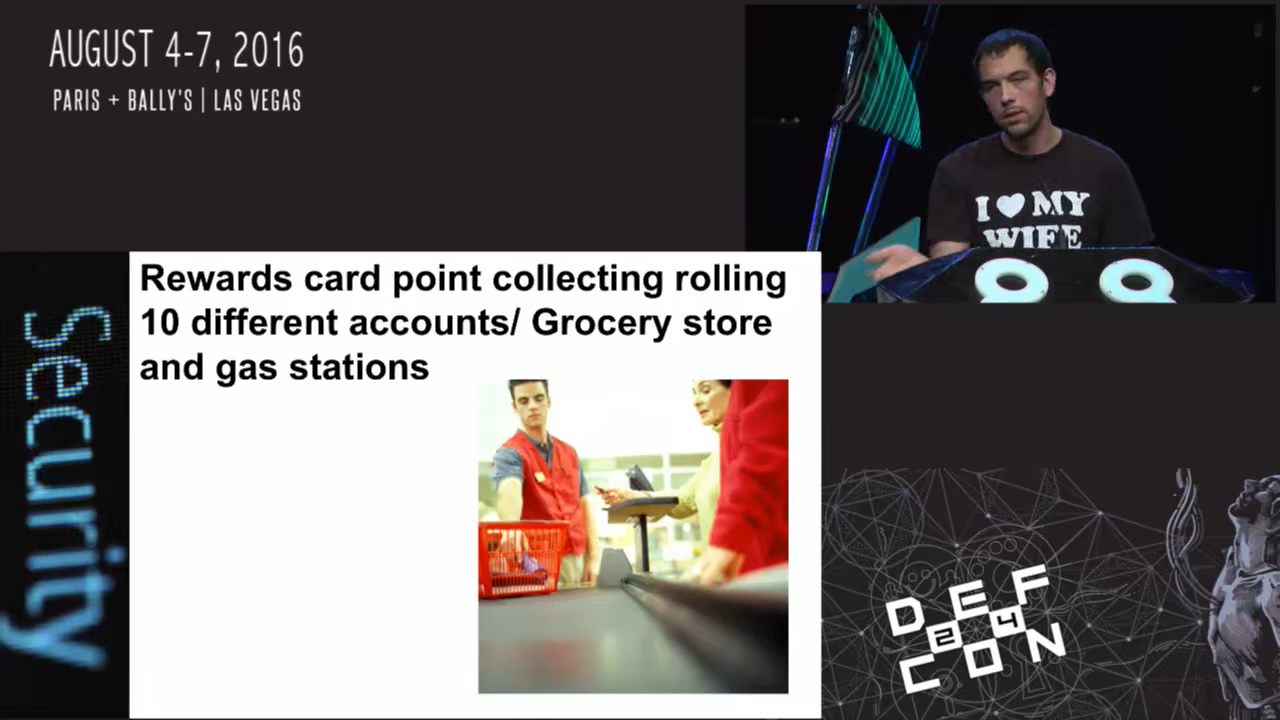 AUGUST 4-7, 2016
PARIS + BALLY'S | LAS VEGAS
I ♥ MY
WIFE
Rewards card point collecting rolling
10 different accounts/ Grocery store
and gas stations
Security
DEF
24
CON